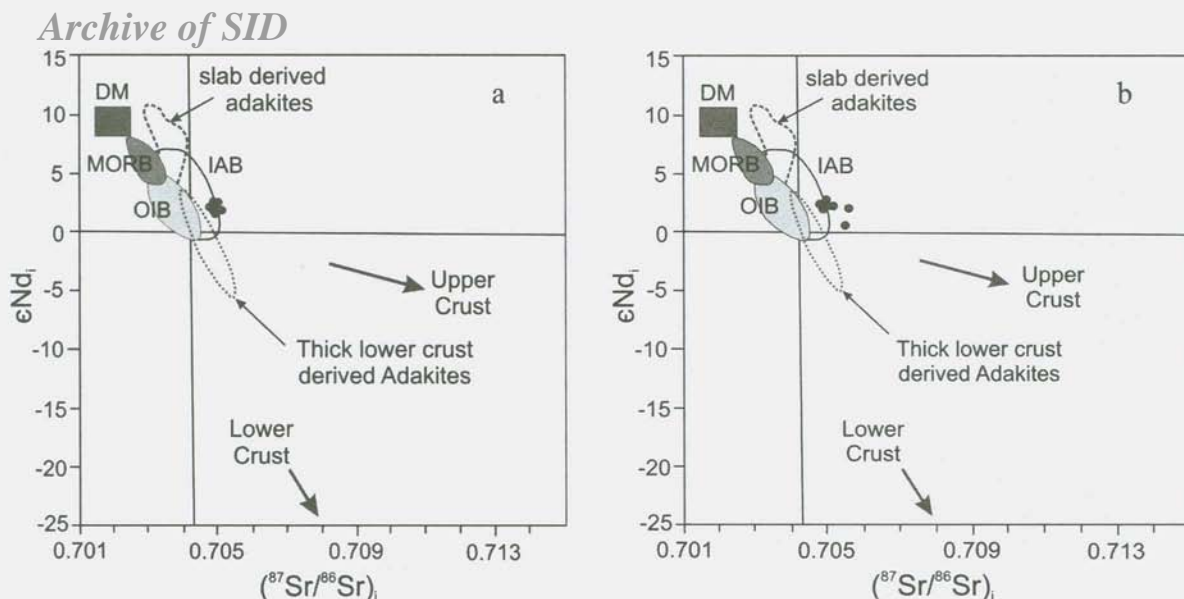 Archive of SID
a
15
10
5
0
-5
-10
-15
-20
-25
єNdᵢ
DM
slab derived
adakites
MORB
IAB
OIB
Upper
Crust
Thick lower crust
derived Adakites
Lower
Crust
0.701
0.705
0.709
0.713
(⁸⁷Sr/⁸⁶Sr)ᵢ
b
15
10
5
0
-5
-10
-15
-20
-25
єNdᵢ
DM
slab derived
adakites
MORB
IAB
OIB
Upper
Crust
Thick lower crust
derived Adakites
Lower
Crust
0.701
0.705
0.709
0.713
(⁸⁷Sr/⁸⁶Sr)ᵢ